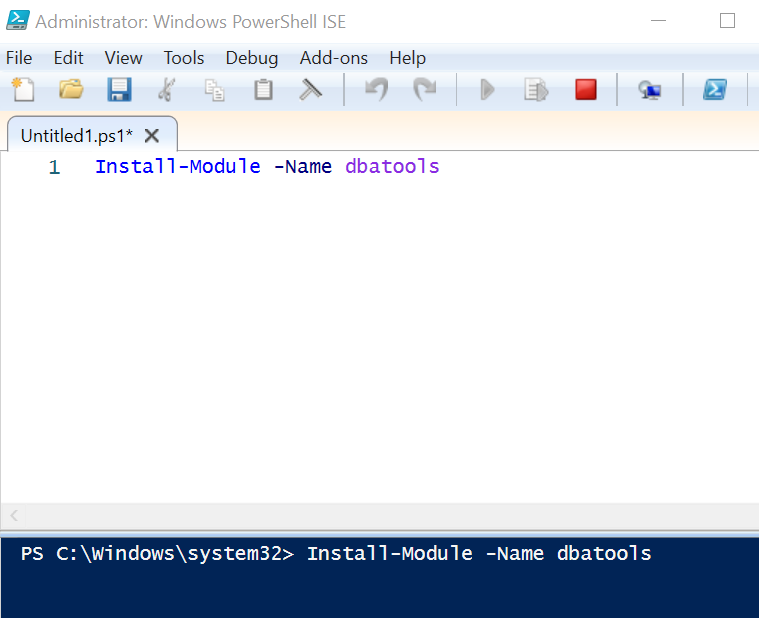 Administrator: Windows PowerShell ISE
File Edit View Tools Debug Add-ons Help
Untitled1.ps1*
1 Install-Module -Name dbatools
PS C:\Windows\system32> Install-Module -Name dbatools